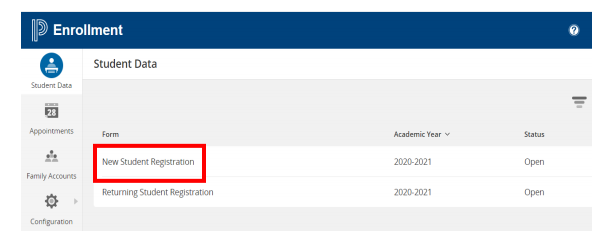 Enrollment
Student Data
Student Data
28
Appointments
Form Academic Year Status
New Student Registration 2020-2021 Open
Family Accounts
Returning Student Registration 2020-2021 Open
Configuration